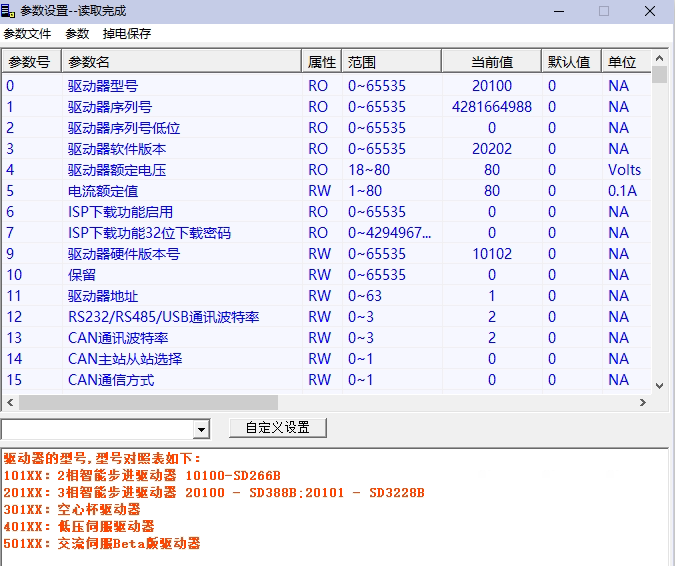 参数设置--读取完成
参数文件 参数 掉电保存
参数号 参数名 属性 范围 当前值 默认值 单位
0 驱动器型号 RO 0~65535 20100 0 NA
1 驱动器序列号 RO 0~65535 4281664988 0 NA
2 驱动器序列号低位 RO 0~65535 0 0 NA
3 驱动器软件版本 RO 0~65535 20202 0 NA
4 驱动器额定电压 RO 18~80 80 0 Volts
5 电流额定值 RW 1~80 80 0 0.1A
6 ISP下载功能启用 RO 0~65535 0 0 NA
7 ISP下载功能32位下载密码 RO 0~4294967... 0 0 NA
9 驱动器硬件版本号 RW 0~65535 10102 0 NA
10 保留 RW 0~65535 0 0 NA
11 驱动器地址 RW 0~63 1 0 NA
12 RS232/RS485/USB通讯波特率 RW 0~3 2 0 NA
13 CAN通讯波特率 RW 0~3 2 0 NA
14 CAN主站从站选择 RW 0~1 0 0 NA
15 CAN通信方式 RW 0~1 0 0 NA
自定义设置
驱动器的型号,型号对照表如下:
101XX: 2相智能步进驱动器 10100-SD266B
201XX: 3相智能步进驱动器 20100 - SD388B;20101 - SD3228B
301XX: 空心杯驱动器
401XX: 低压伺服驱动器
501XX: 交流伺服Beta版驱动器